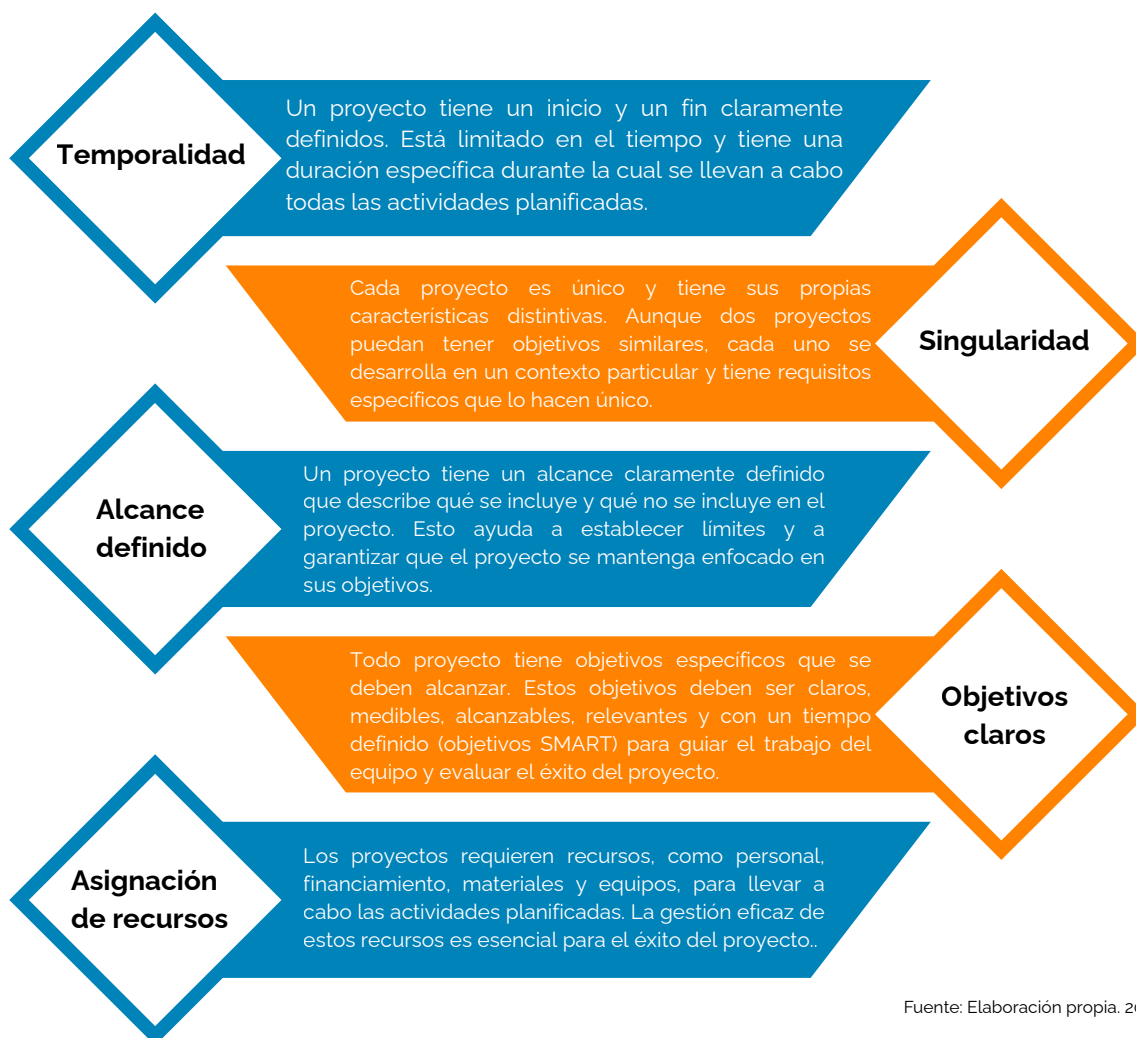 Temporalidad
Un proyecto tiene un inicio y un fin claramente
definidos. Está limitado en el tiempo y tiene una
duración específica durante la cual se llevan a cabo
todas las actividades planificadas.
Cada proyecto es único y tiene sus propias
características distintivas. Aunque dos proyectos
puedan tener objetivos similares, cada uno se
desarrolla en un contexto particular y tiene requisitos
específicos que lo hacen único.
Singularidad
Alcance
definido
Un proyecto tiene un alcance claramente definido
que describe qué se incluye y qué no se incluye en el
proyecto. Esto ayuda a establecer límites y a
garantizar que el proyecto se mantenga enfocado en
sus objetivos.
Todo proyecto tiene objetivos específicos que se
deben alcanzar. Estos objetivos deben ser claros,
medibles, alcanzables, relevantes y con un tiempo
definido (objetivos SMART) para guiar el trabajo del
equipo y evaluar el éxito del proyecto.
Objetivos
claros
Asignación
de recursos
Los proyectos requieren recursos, como personal,
financiamiento, materiales y equipos, para llevar a
cabo las actividades planificadas. La gestión eficaz de
estos recursos es esencial para el éxito del proyecto..
Fuente: Elaboración propia.